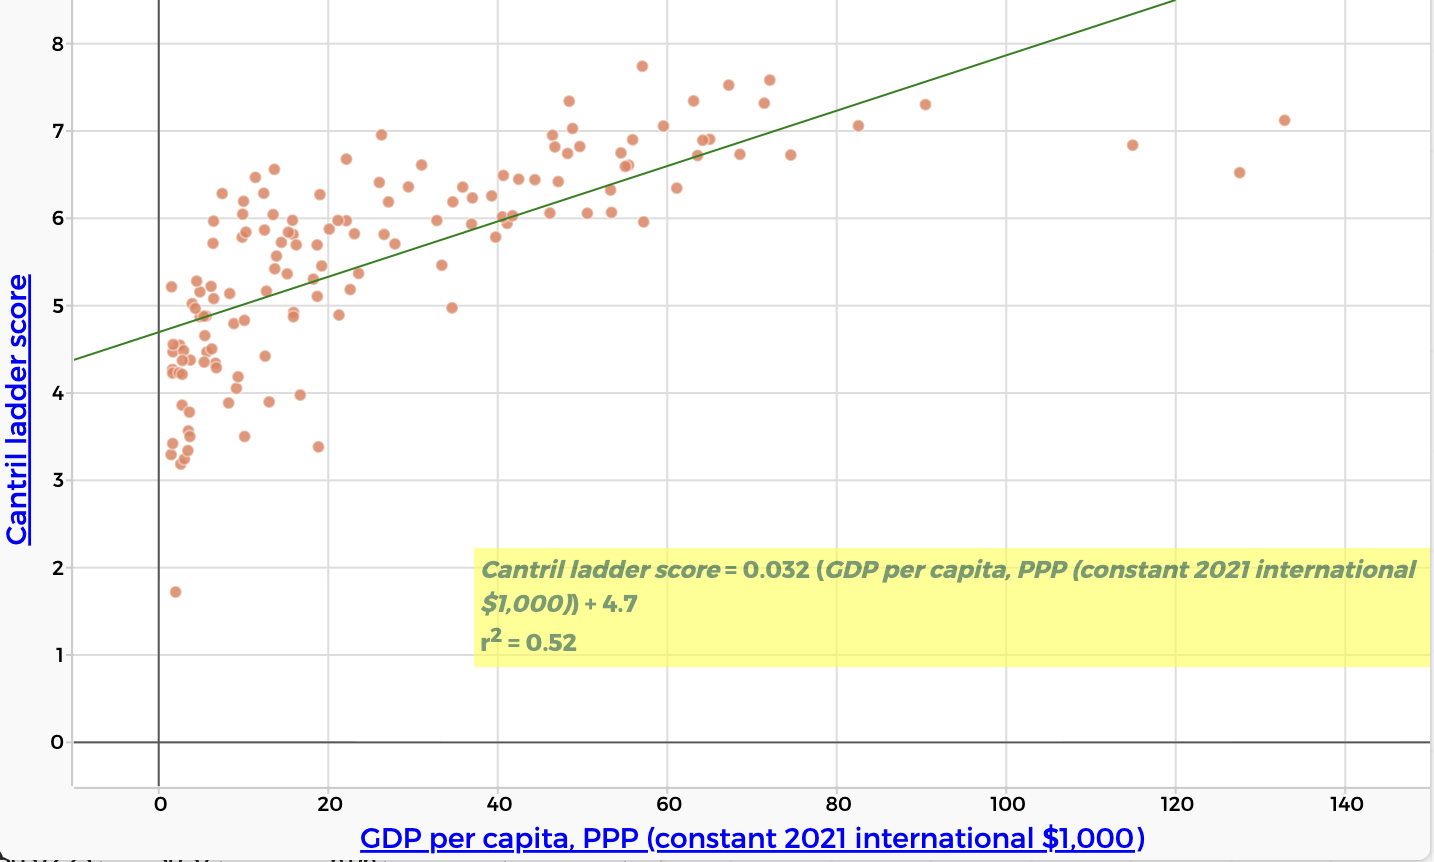 8
7
6
5
4
3
2
1
0
Cantril ladder score
Cantril ladder score = 0.032 (GDP per capita, PPP (constant 2021 international
$1,000)) + 4.7
r² = 0.52
0 20 40 60 80 100 120 140
GDP per capita, PPP (constant 2021 international $1,000)